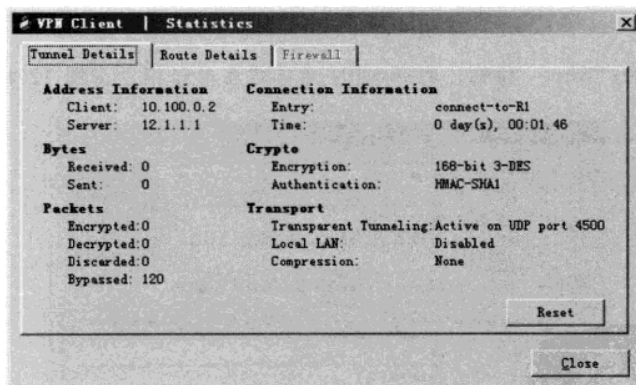 VPN Client | Statistics
Tunnel Details
Route Details
Firewall
Address Information
Client: 10.100.0.2
Server: 12.1.1.1
Connection Information
Entry: connect-to-R1
Time: 0 day(s), 00:01.46
Bytes
Received: 0
Sent: 0
Crypto
Encryption: 168-bit 3-DES
Authentication: HMAC-SHA1
Packets
Encrypted:0
Decrypted:0
Discarded:0
Bypassed: 120
Transport
Transparent Tunneling:Active on UDP port 4500
Local LAN: Disabled
Compression: None
Reset
Close